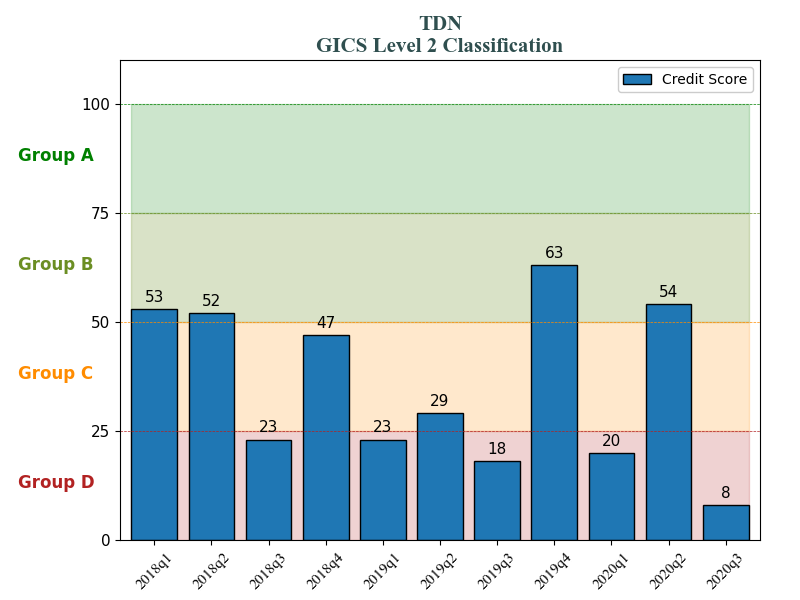 TDN
GICS Level 2 Classification
Credit Score
100
Group A
75
Group B
63
53
52
54
50
47
Group C
29
23
23
25
18
20
Group D
8
0
2018q1 2018q2 2018q3 2018q4 2019q1 2019q2 2019q3 2019q4 2020q1 2020q2 2020q3